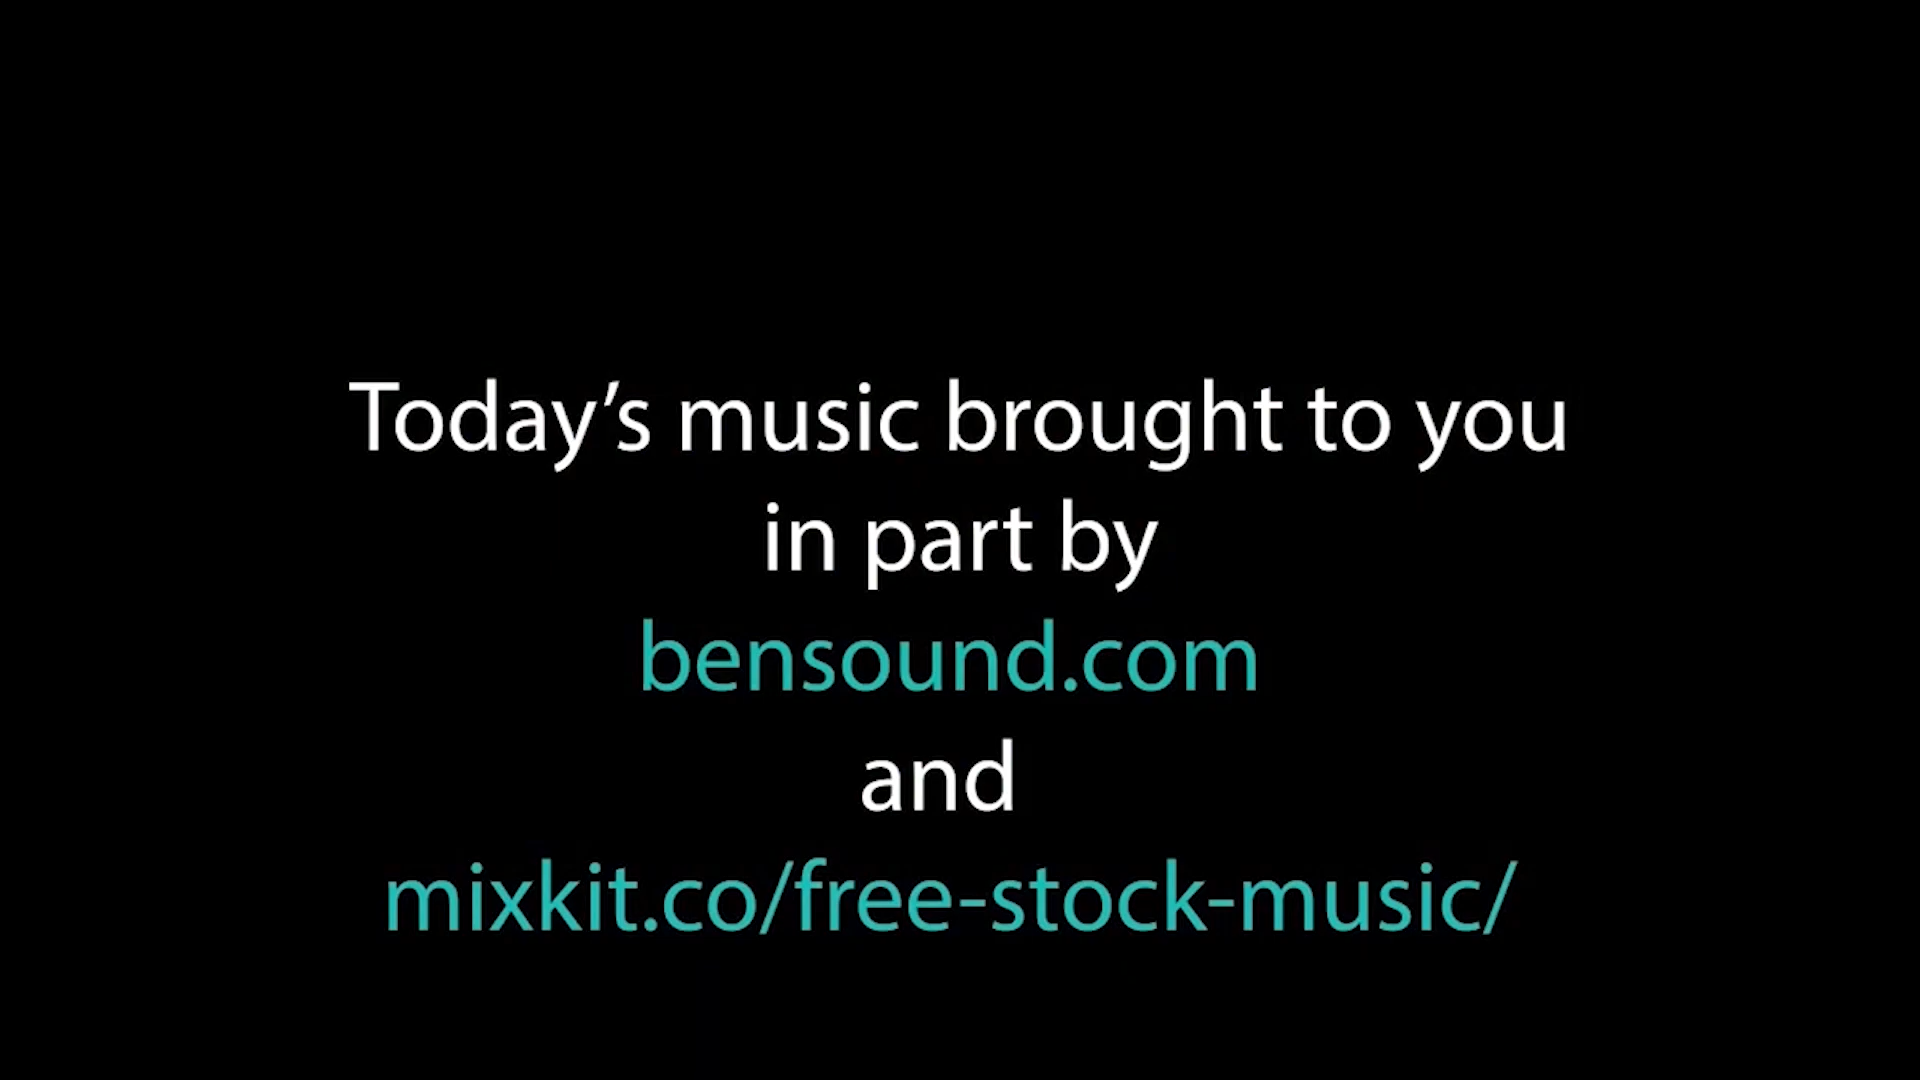 Today’s music brought to you
in part by
bensound.com
and
mixkit.co/free-stock-music/